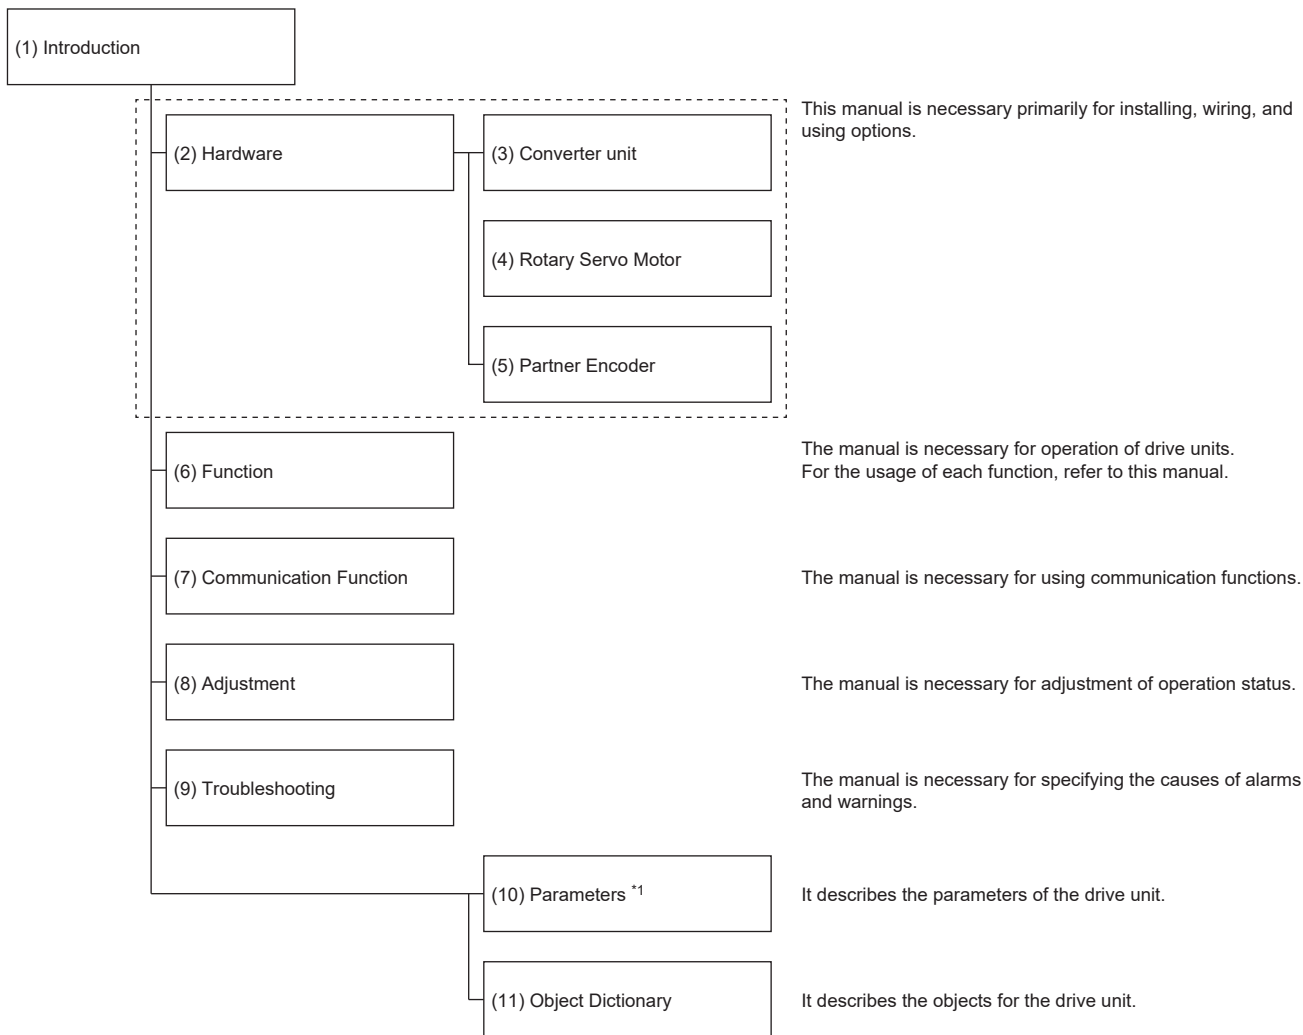 (1) Introduction
This manual is necessary primarily for installing, wiring, and
using options.
(2) Hardware
(3) Converter unit
(4) Rotary Servo Motor
(5) Partner Encoder
(6) Function
The manual is necessary for operation of drive units.
For the usage of each function, refer to this manual.
(7) Communication Function
The manual is necessary for using communication functions.
(8) Adjustment
The manual is necessary for adjustment of operation status.
(9) Troubleshooting
The manual is necessary for specifying the causes of alarms
and warnings.
(10) Parameters *1
It describes the parameters of the drive unit.
(11) Object Dictionary
It describes the objects for the drive unit.